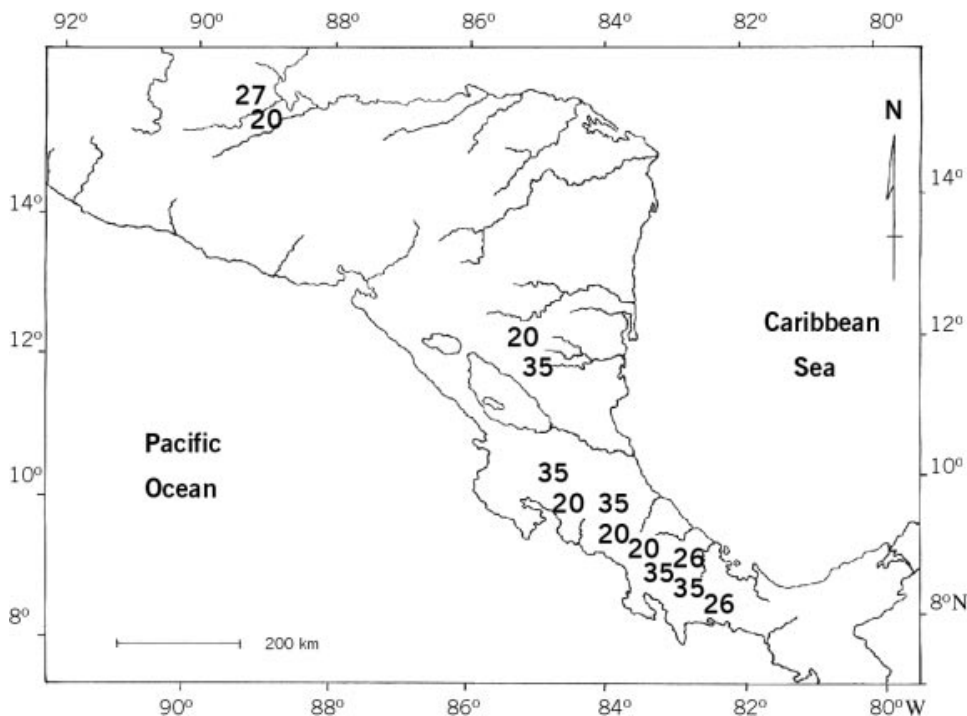 92º 90º 88º 86º 84º 82º 80º
27
20
N
14º 14º
Caribbean
Sea
12º 12º
20
35
Pacific
Ocean
10º 10º
35
20 35
20
20 26
35
35
26
8º 8ºN
200 km
90º 88º 86º 84º 82º 80ºW